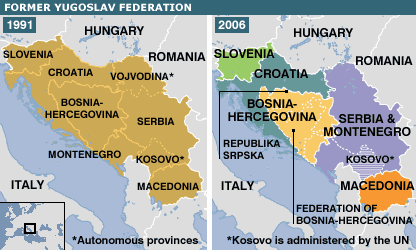 FORMER YUGOSLAV FEDERATION
1991
HUNGARY
SLOVENIA
ROMANIA
CROATIA
VOJVODINA*
BOSNIA-
HERCEGOVINA
SERBIA
MONTENEGRO
KOSOVO*
ITALY
MACEDONIA
*Autonomous provinces
2006
HUNGARY
SLOVENIA
ROMANIA
CROATIA
BOSNIA-
HERCEGOVINA
SERBIA &
MONTENEGRO
REPUBLIKA
SRPSKA
KOSOVO*
ITALY
MACEDONIA
FEDERATION OF
BOSNIA-HERCEGOVINA
*Kosovo is administered by the UN